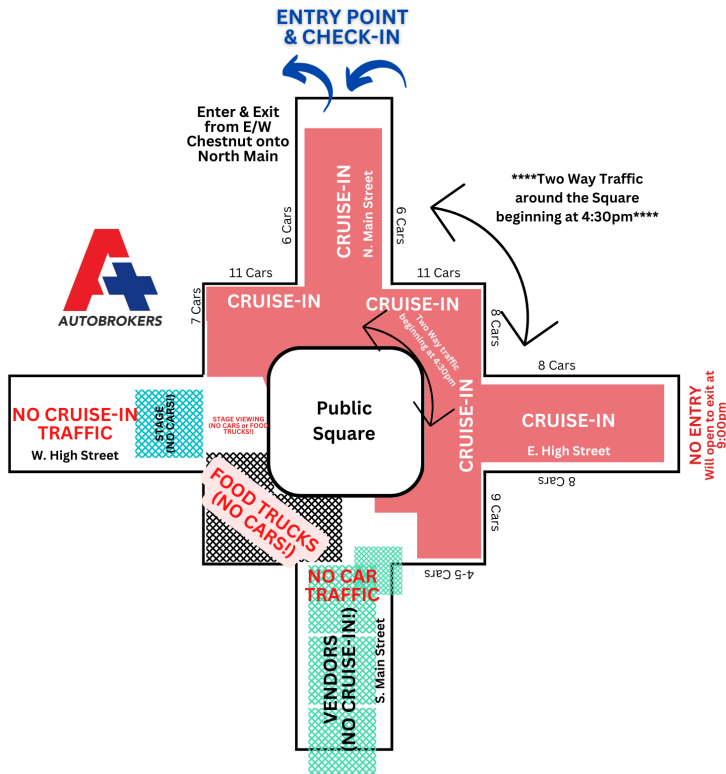 ENTRY POINT
& CHECK-IN
Enter & Exit
from E/W
Chestnut onto
North Main
CRUISE-IN
N. Main Street
6 Cars
6 Cars
****Two Way Traffic
around the Square
beginning at 4:30pm****
A+
AUTOBROKERS
11 Cars
11 Cars
7 Cars
CRUISE-IN
CRUISE-IN
8 Cars
Two Way traffic
beginning at 4:30pm
8 Cars
NO CRUISE-IN
TRAFFIC
W. High Street
STAGE
(NO CARS!)
STAGE VIEWING
(NO CARS or FOOD
TRUCKS!)
Public
Square
CRUISE-IN
CRUISE-IN
E. High Street
NO ENTRY
Will open to exit at
9:00pm
8 Cars
FOOD TRUCKS
(NO CARS!)
9 Cars
4-5 Cars
NO CAR
TRAFFIC
VENDORS
(NO CRUISE-IN!)
S. Main Street